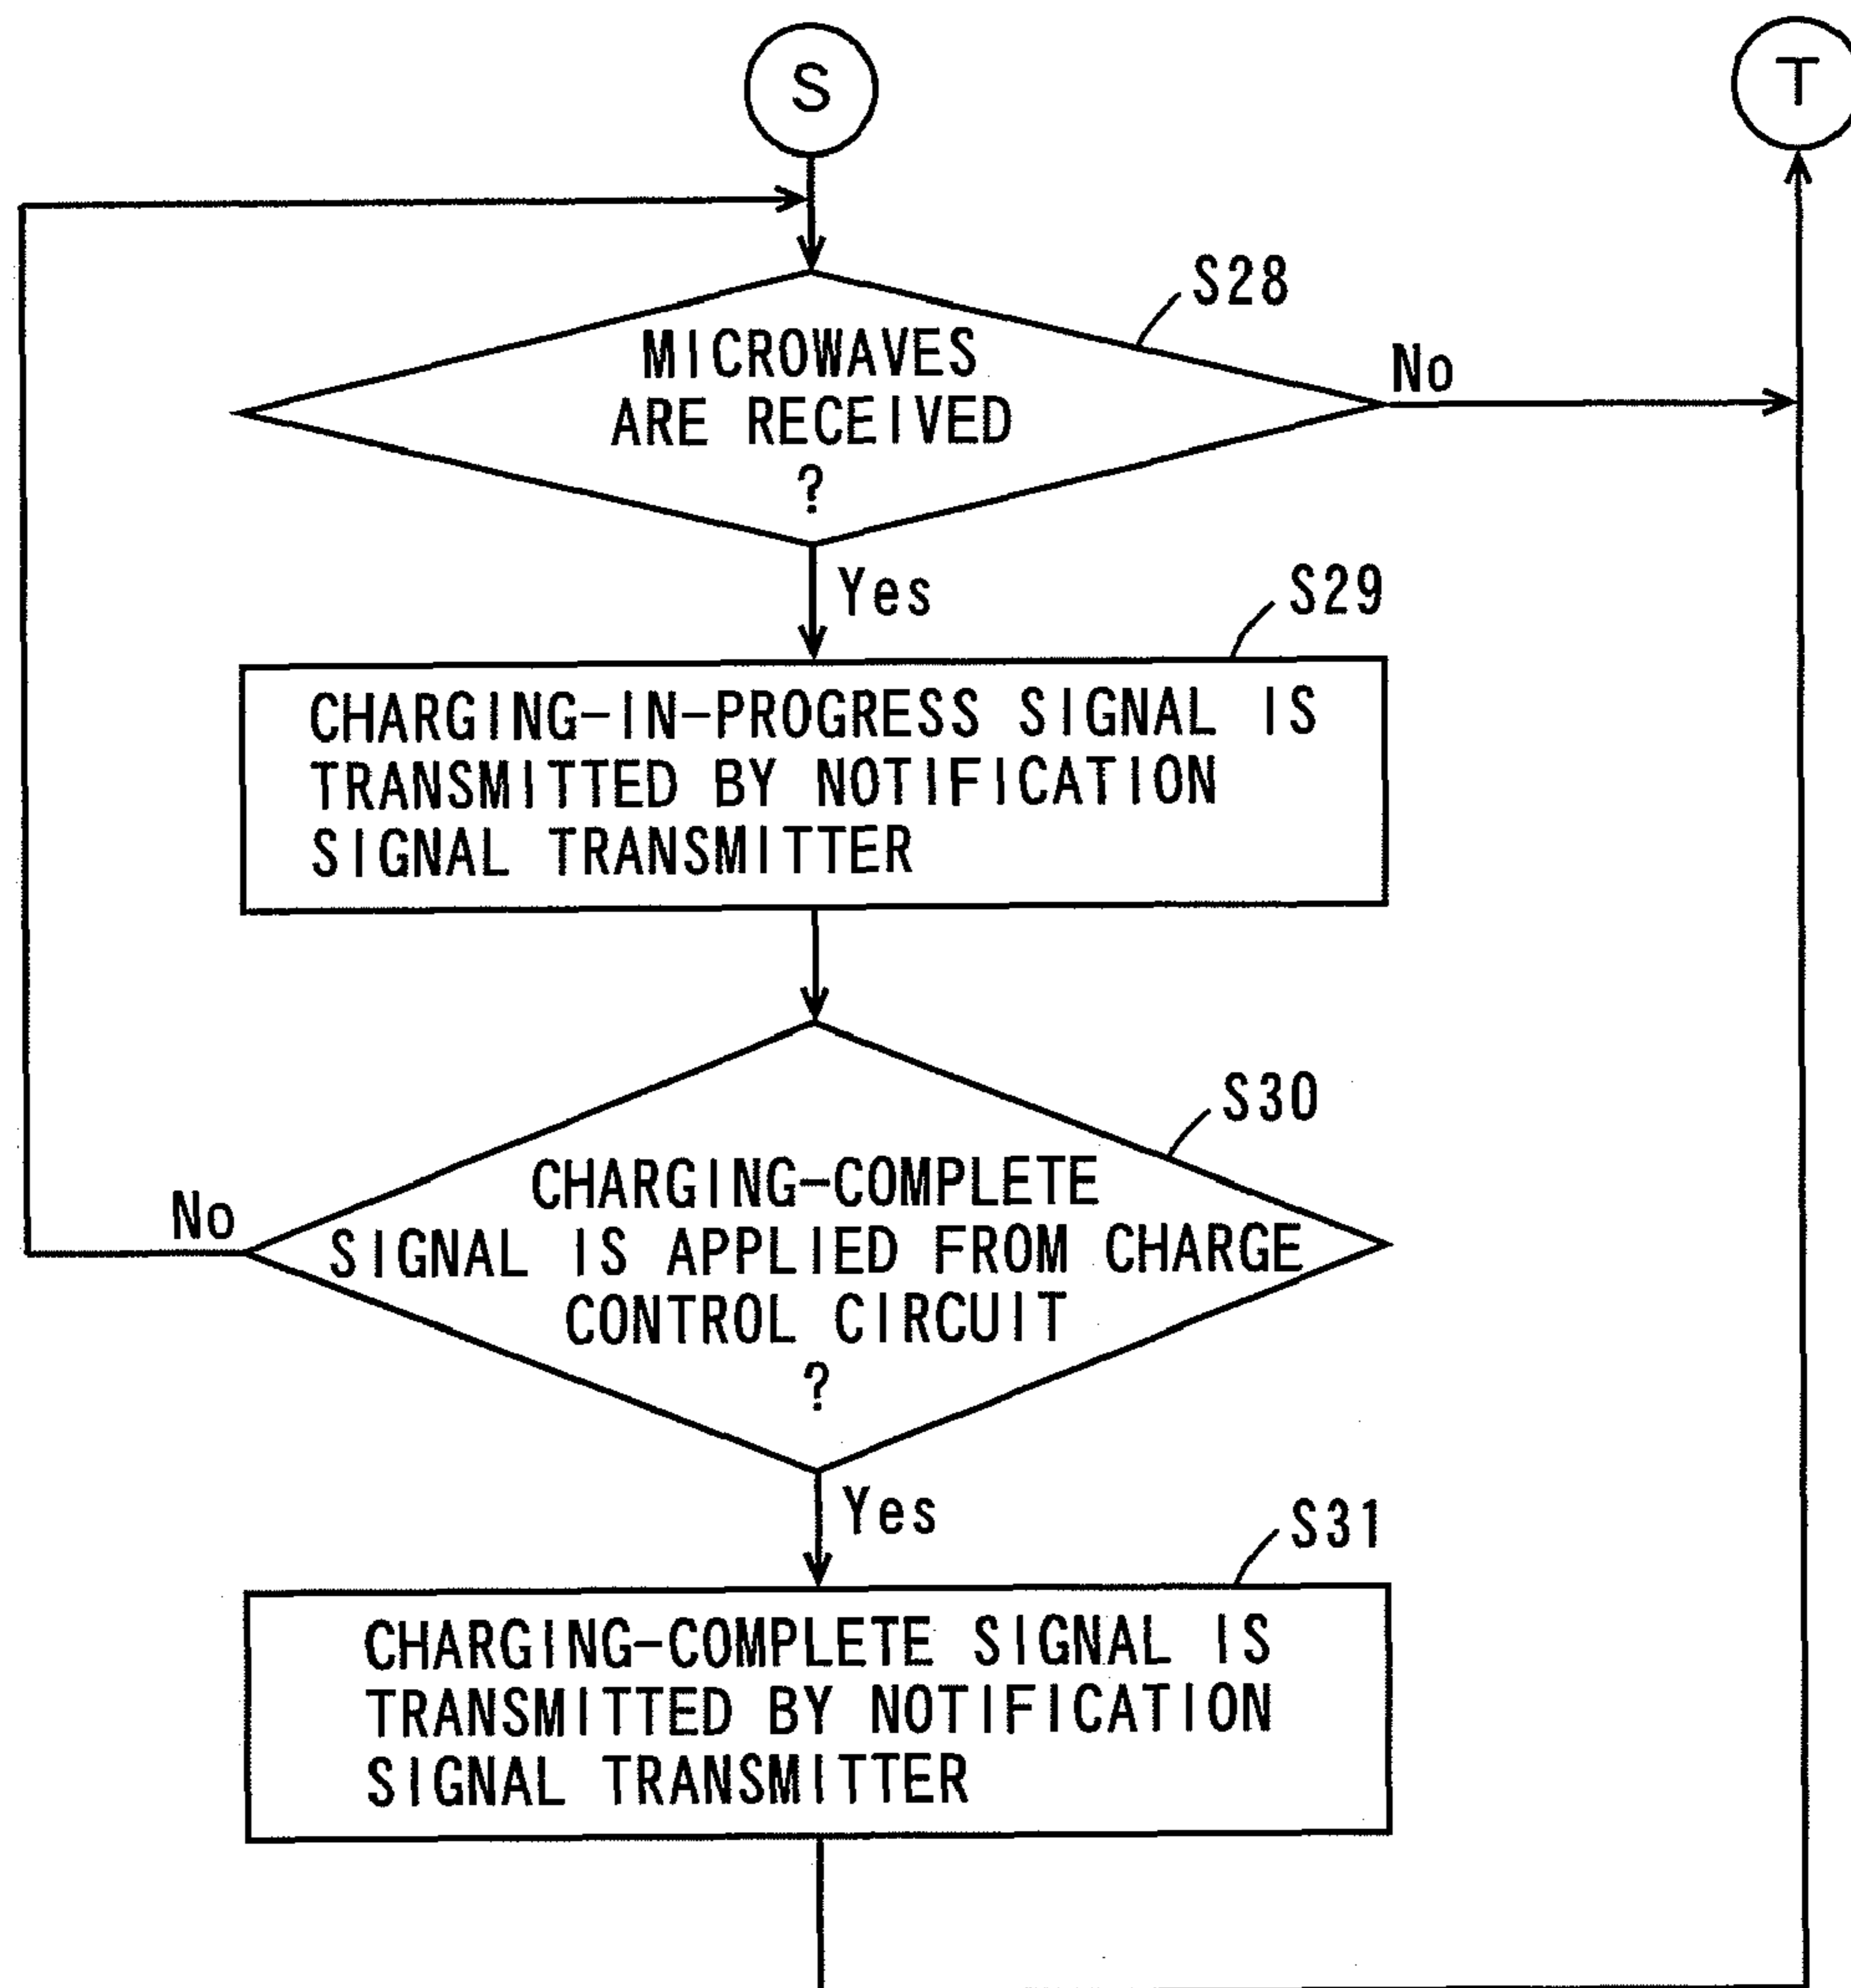 S
T
S28
MICROWAVES
ARE RECEIVED
?
No
Yes
S29
CHARGING-IN-PROGRESS SIGNAL IS
TRANSMITTED BY NOTIFICATION
SIGNAL TRANSMITTER
S30
CHARGING-COMPLETE
SIGNAL IS APPLIED FROM CHARGE
CONTROL CIRCUIT
?
No
Yes
S31
CHARGING-COMPLETE SIGNAL IS
TRANSMITTED BY NOTIFICATION
SIGNAL TRANSMITTER